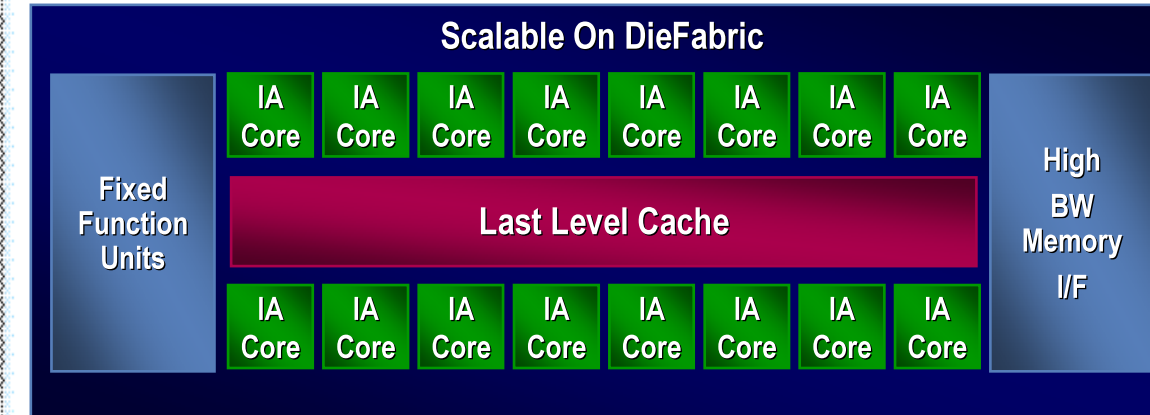 Scalable On DieFabric
Fixed
Function
Units
IA IA IA IA IA IA IA IA
Core Core Core Core Core Core Core Core
Last Level Cache
IA IA IA IA IA IA IA IA
Core Core Core Core Core Core Core Core
High
BW
Memory
I/F